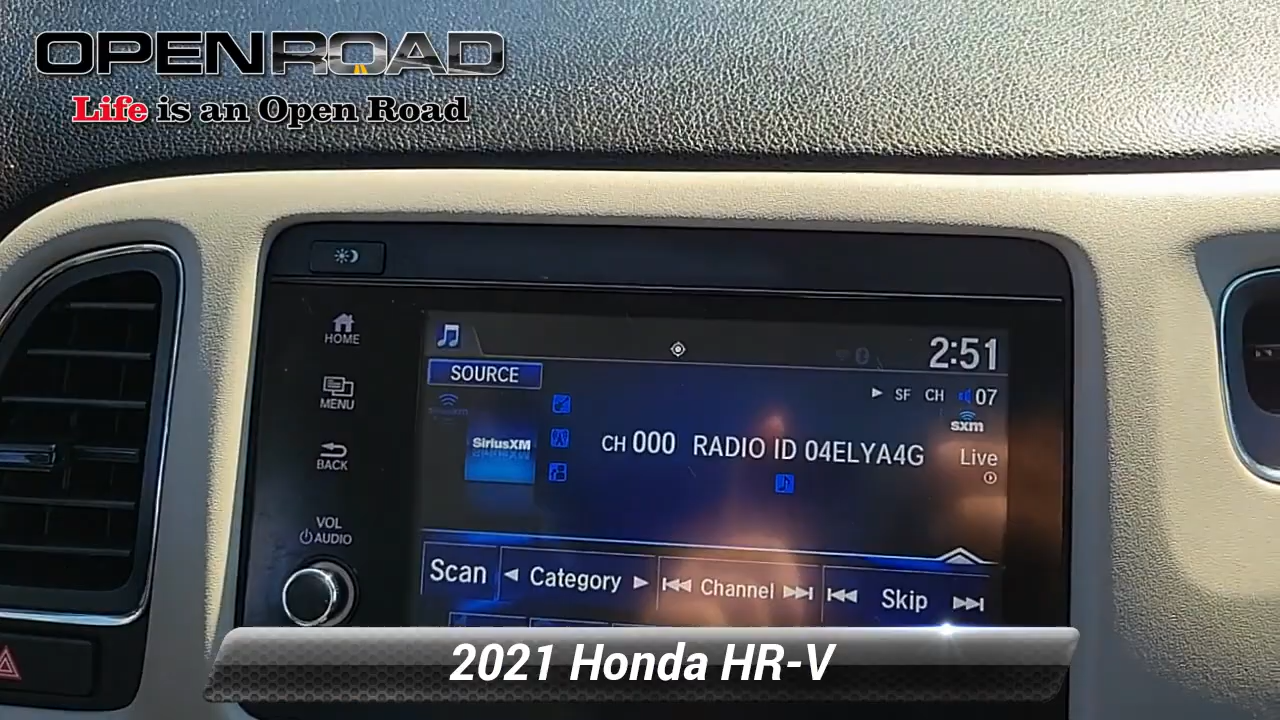 OPENROAD
Life is an Open Road
HOME
MENU
BACK
VOL
AUDIO
2:51
SOURCE
SF CH 07
sxm
SiriusXM
CH 000 RADIO ID 04ELYA4G
Live
Scan Category Channel Skip
2021 Honda HR-V